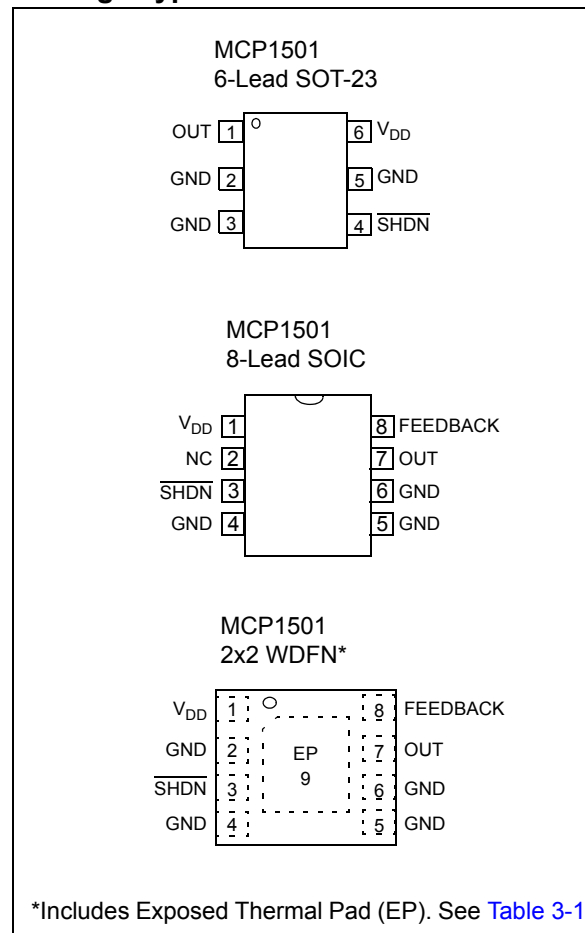 MCP1501
6-Lead SOT-23
OUT 1 6 VDD
GND 2 5 GND
GND 3 4 SHDN
MCP1501
8-Lead SOIC
VDD 1 8 FEEDBACK
NC 2 7 OUT
SHDN 3 6 GND
GND 4 5 GND
MCP1501
2x2 WDFN*
VDD 1 8 FEEDBACK
GND 2 EP 7 OUT
SHDN 3 9 6 GND
GND 4 5 GND
*Includes Exposed Thermal Pad (EP). See Table 3-1